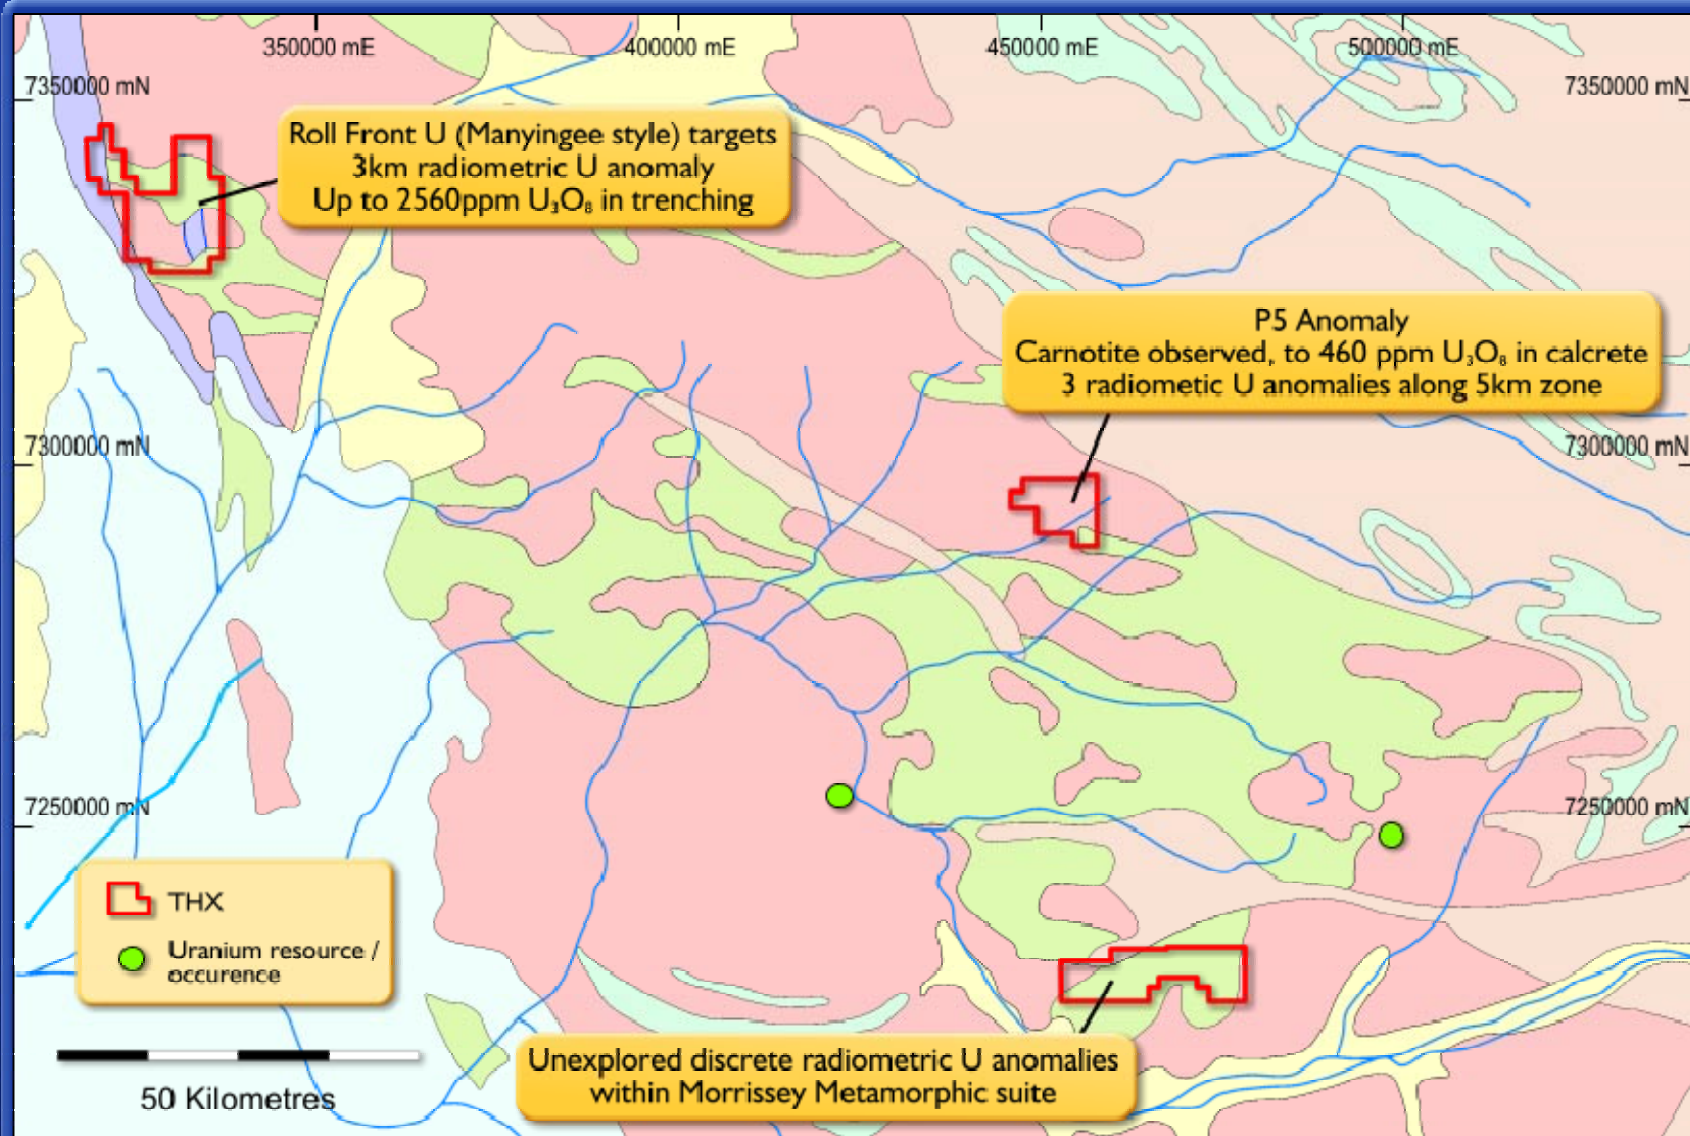 350000 mE
400000 mE
450000 mE
500000 mE
7350000 mN
7350000 mN
Roll Front U (Manyingee style) targets
3km radiometric U anomaly
Up to 2560ppm U₃O₈ in trenching
P5 Anomaly
Carnotite observed, to 460 ppm U₃O₈ in calcrete
3 radiometic U anomalies along 5km zone
7300000 mN
7300000 mN
7250000 mN
7250000 mN
THX
Uranium resource /
occurence
50 Kilometres
Unexplored discrete radiometric U anomalies
within Morrissey Metamorphic suite